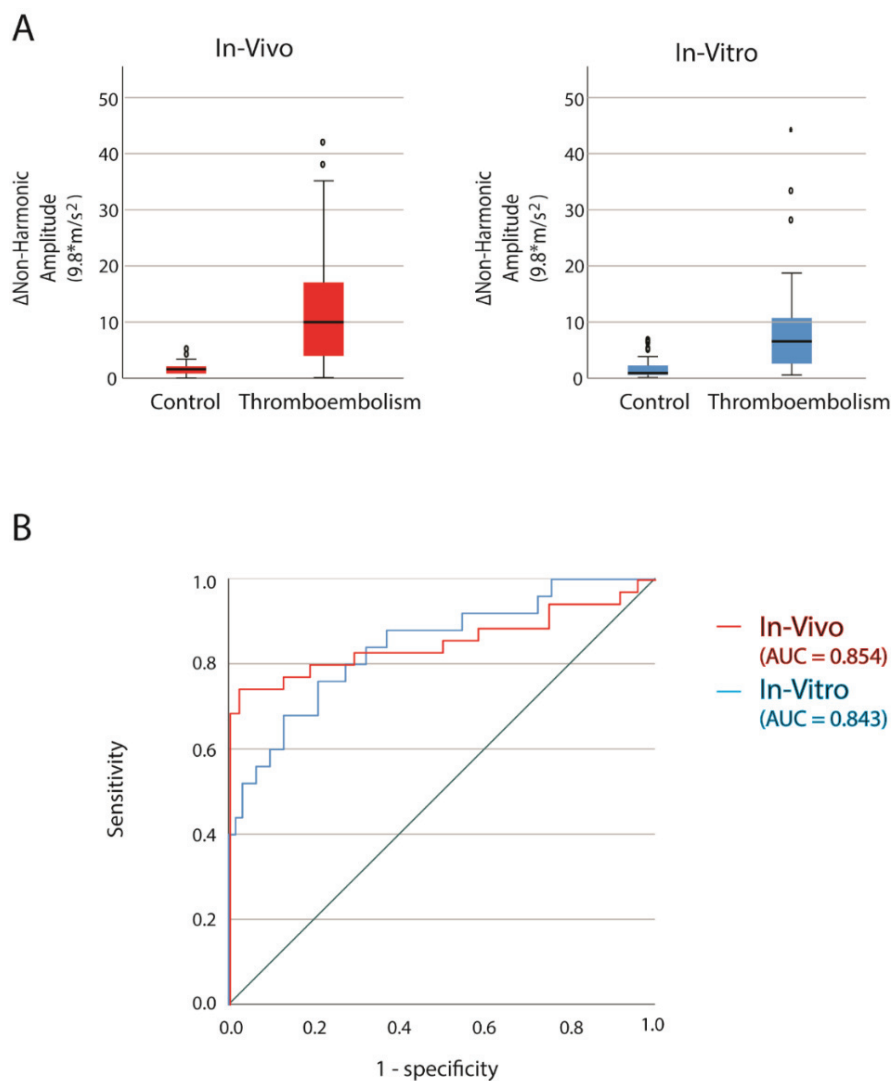 A
In-Vivo
In-Vitro
ΔNon-Harmonic
Amplitude
(9.8*m/s²)
50
40
30
20
10
0
Control Thromboembolism
ΔNon-Harmonic
Amplitude
(9.8*m/s²)
50
40
30
20
10
0
Control Thromboembolism
B
Sensitivity
1.0
0.8
0.6
0.4
0.2
0.0
0.0 0.2 0.4 0.6 0.8 1.0
1 - specificity
In-Vivo
(AUC = 0.854)
In-Vitro
(AUC = 0.843)